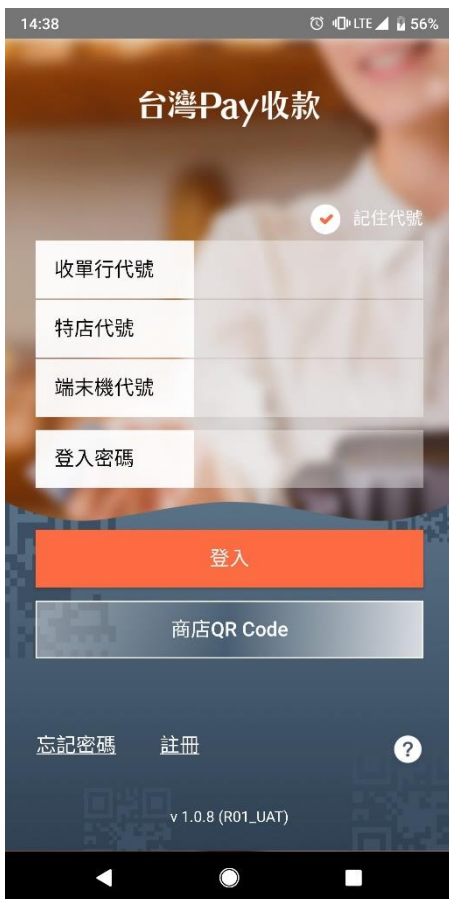 14:38
LTE 56%
台灣Pay收款
記住代號
收單行代號
特店代號
端末機代號
登入密碼
登入
商店QR Code
忘記密碼 註冊 ?
v 1.0.8 (R01_UAT)